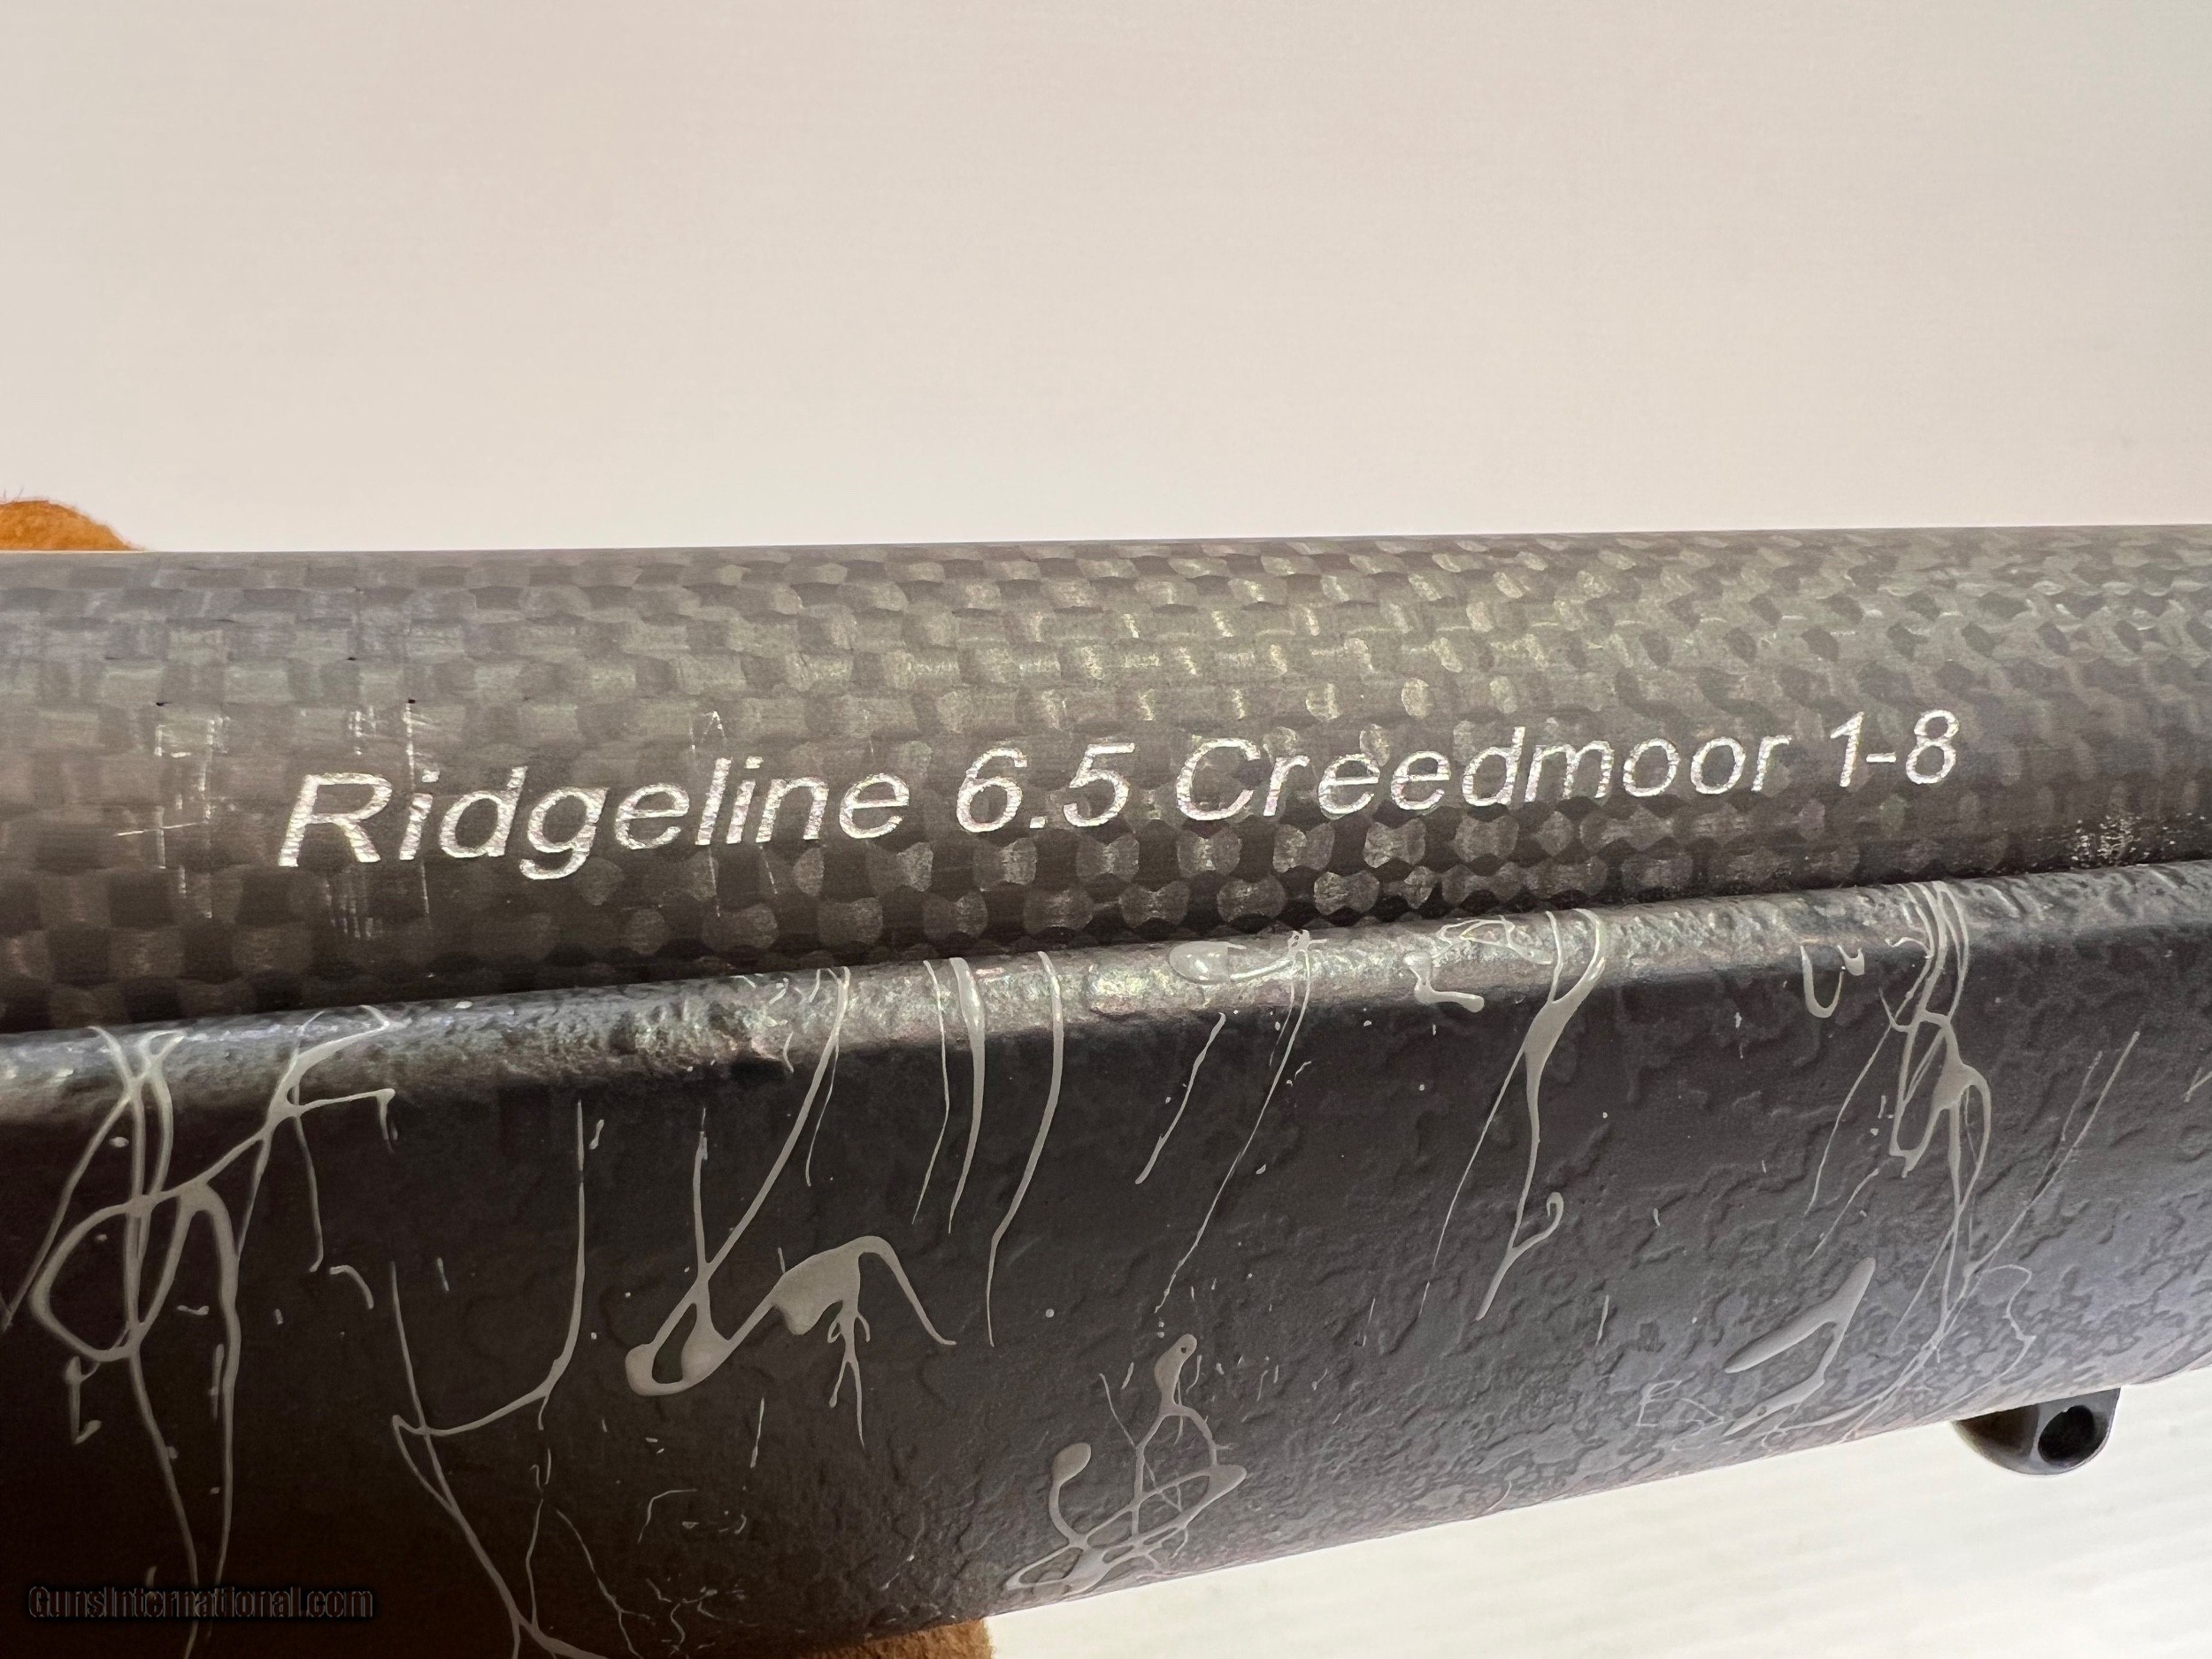 Ridgeline 6.5 Creedmoor 1-8
GunsInternational.com